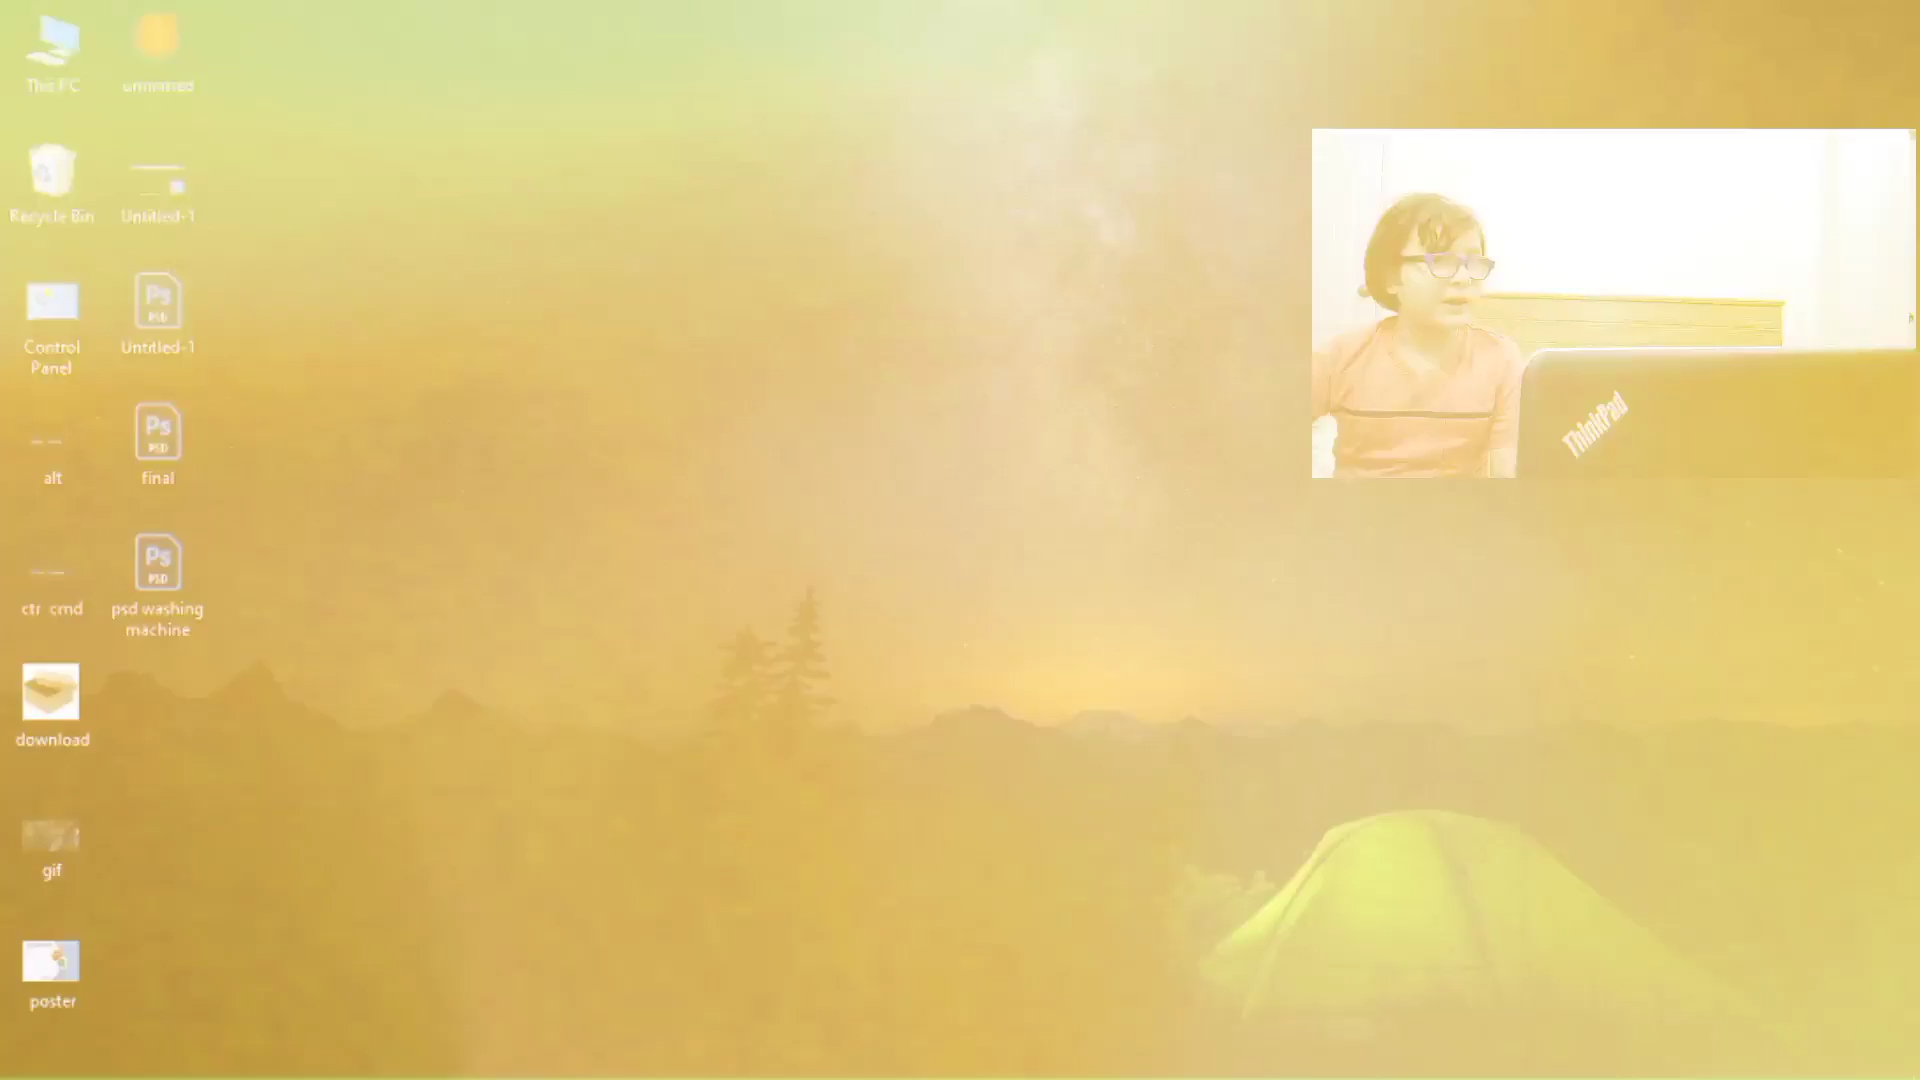 This PC
unlimited
Recycle Bin
Untitled-1
Control
Panel
Ps
PSD
Untitled-1
alt
Ps
PSD
final
ctr cmd
Ps
PSD
psd washing
machine
download
gif
poster
ThinkPad